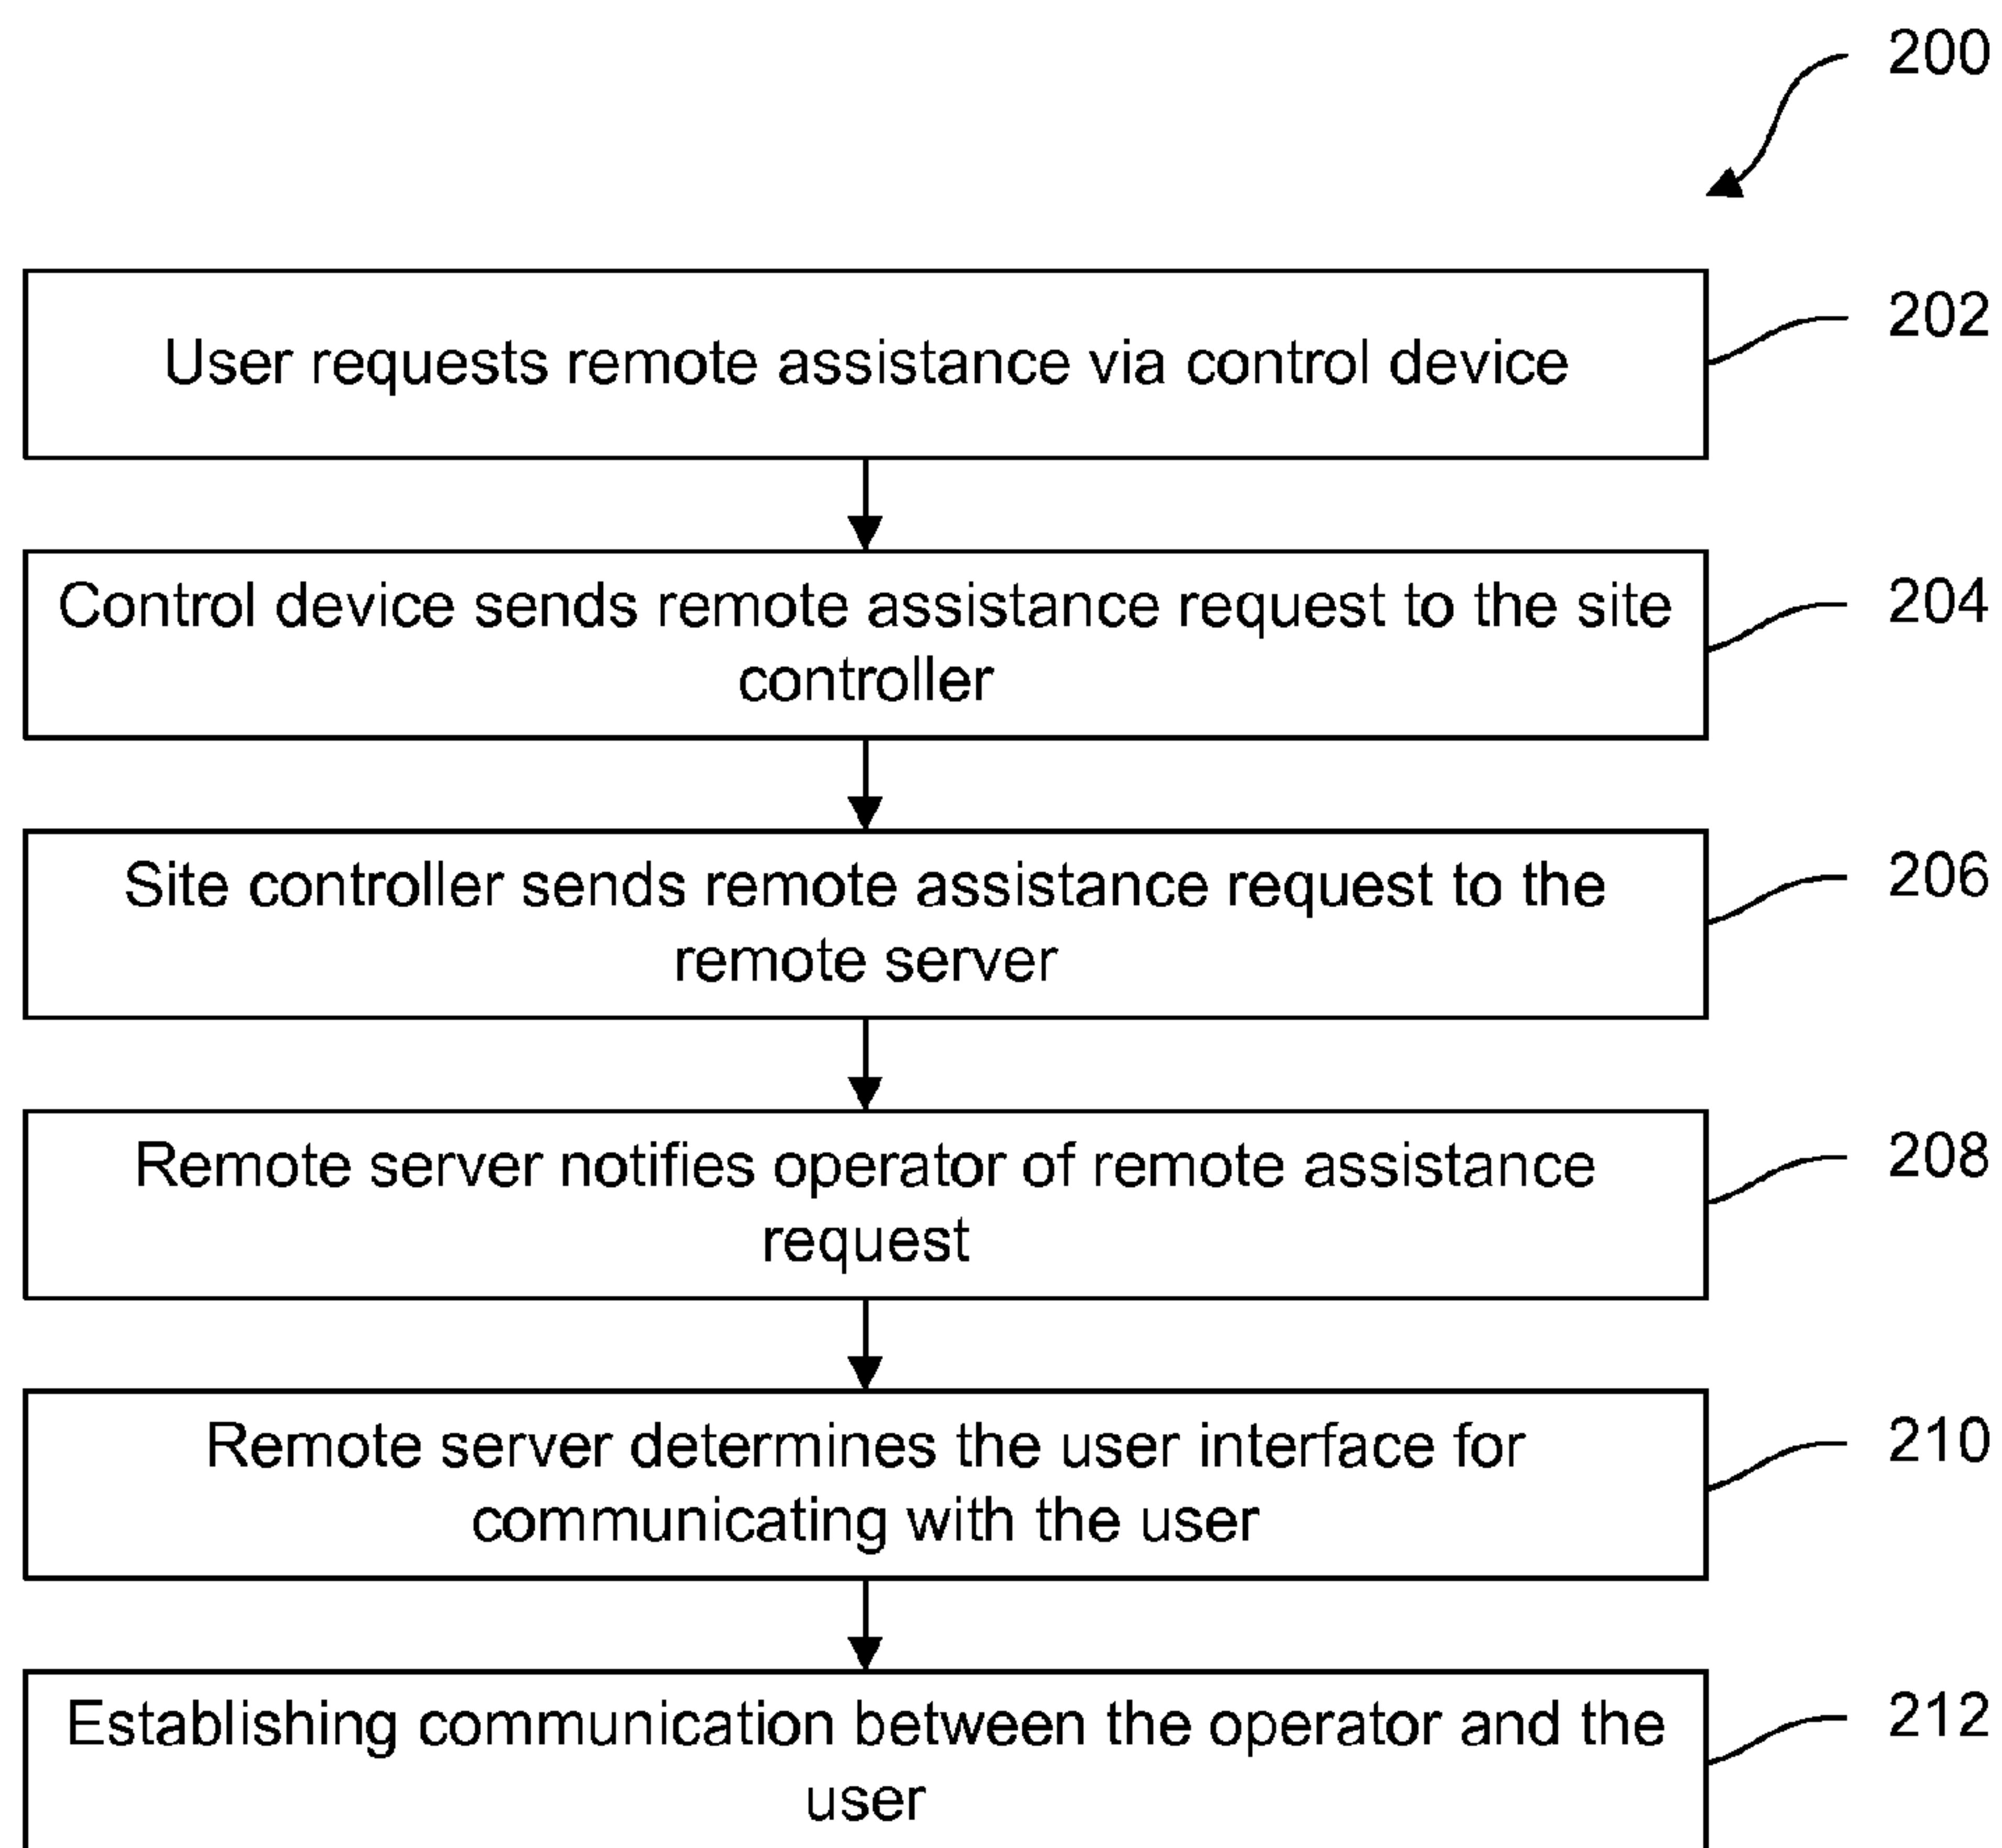 200
User requests remote assistance via control device
202
Control device sends remote assistance request to the site
controller
204
Site controller sends remote assistance request to the
remote server
206
Remote server notifies operator of remote assistance
request
208
Remote server determines the user interface for
communicating with the user
210
Establishing communication between the operator and the
user
212